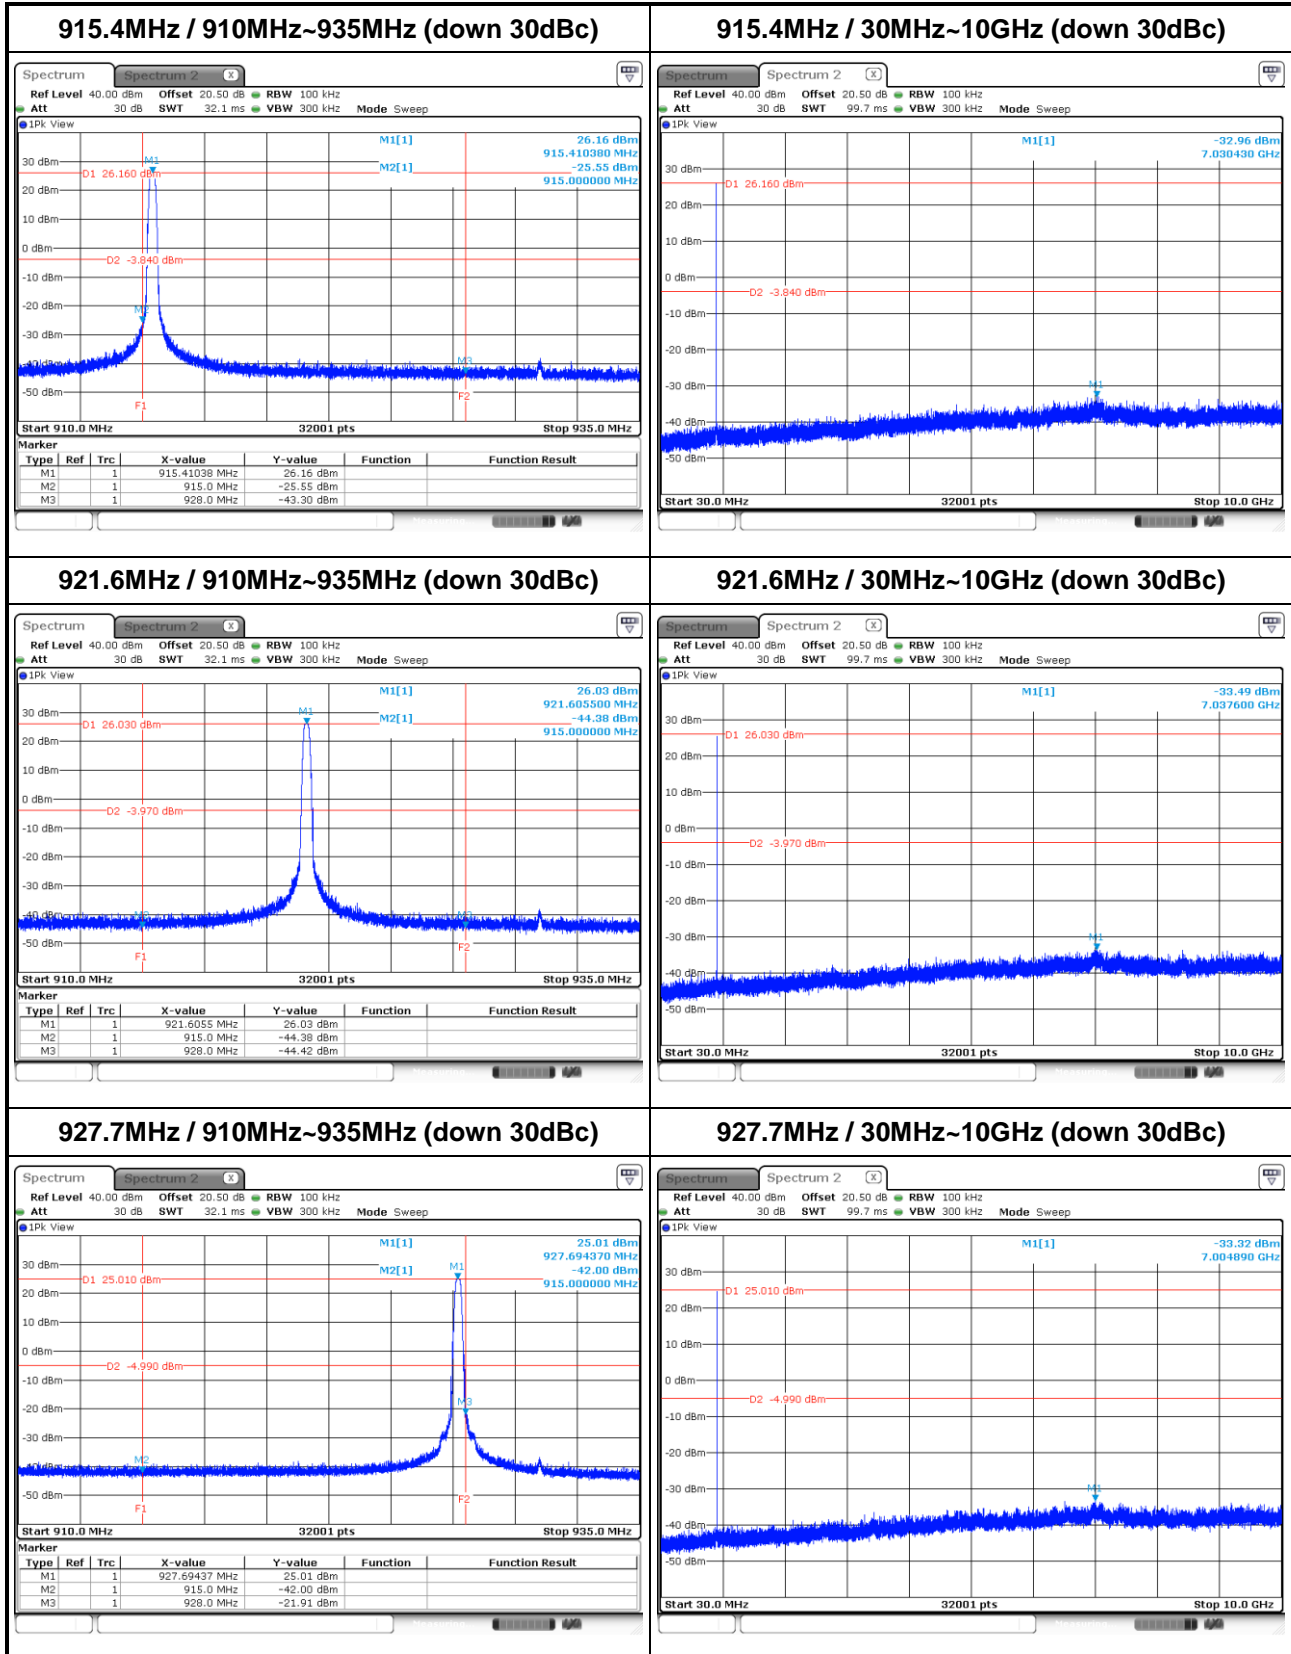 915.4MHz / 910MHz~935MHz (down 30dBc)
Spectrum Spectrum 2 X
Ref Level 40.00 dBm Offset 20.50 dB RBW 100 kHz
Att 30 dB SWT 32.1 ms VBW 300 kHz Mode Sweep
1Pk View
M1[1] 26.16 dBm
915.410380 MHz
M2[1] -25.55 dBm
915.000000 MHz
30 dBm
M1
D1 26.160 dBm
20 dBm
10 dBm
0 dBm
D2 -3.840 dBm
-10 dBm
-20 dBm
M2
-30 dBm
-40 dBm
M3
-50 dBm
F1
F2
Start 910.0 MHz 32001 pts Stop 935.0 MHz
Marker
Type Ref Trc X-value Y-value Function Function Result
M1 1 915.41038 MHz 26.16 dBm
M2 1 915.0 MHz -25.55 dBm
M3 1 928.0 MHz -43.30 dBm
Measuring
915.4MHz / 30MHz~10GHz (down 30dBc)
Spectrum Spectrum 2 X
Ref Level 40.00 dBm Offset 20.50 dB RBW 100 kHz
Att 30 dB SWT 99.7 ms VBW 300 kHz Mode Sweep
1Pk View
M1[1] -32.96 dBm
7.030430 GHz
30 dBm
D1 26.160 dBm
20 dBm
10 dBm
0 dBm
D2 -3.840 dBm
-10 dBm
-20 dBm
-30 dBm
M1
-40 dBm
-50 dBm
Start 30.0 MHz 32001 pts Stop 10.0 GHz
Measuring
921.6MHz / 910MHz~935MHz (down 30dBc)
Spectrum Spectrum 2 X
Ref Level 40.00 dBm Offset 20.50 dB RBW 100 kHz
Att 30 dB SWT 32.1 ms VBW 300 kHz Mode Sweep
1Pk View
M1[1] 26.03 dBm
921.605500 MHz
M2[1] -44.38 dBm
915.000000 MHz
30 dBm
M1
D1 26.030 dBm
20 dBm
10 dBm
0 dBm
D2 -3.970 dBm
-10 dBm
-20 dBm
-30 dBm
-40 dBm
M2
M3
-50 dBm
F1
F2
Start 910.0 MHz 32001 pts Stop 935.0 MHz
Marker
Type Ref Trc X-value Y-value Function Function Result
M1 1 921.6055 MHz 26.03 dBm
M2 1 915.0 MHz -44.38 dBm
M3 1 928.0 MHz -44.42 dBm
Measuring
921.6MHz / 30MHz~10GHz (down 30dBc)
Spectrum Spectrum 2 X
Ref Level 40.00 dBm Offset 20.50 dB RBW 100 kHz
Att 30 dB SWT 99.7 ms VBW 300 kHz Mode Sweep
1Pk View
M1[1] -33.49 dBm
7.037600 GHz
30 dBm
D1 26.030 dBm
20 dBm
10 dBm
0 dBm
D2 -3.970 dBm
-10 dBm
-20 dBm
-30 dBm
M1
-40 dBm
-50 dBm
Start 30.0 MHz 32001 pts Stop 10.0 GHz
Measuring
927.7MHz / 910MHz~935MHz (down 30dBc)
Spectrum Spectrum 2 X
Ref Level 40.00 dBm Offset 20.50 dB RBW 100 kHz
Att 30 dB SWT 32.1 ms VBW 300 kHz Mode Sweep
1Pk View
M1[1] 25.01 dBm
927.694370 MHz
M2[1] -42.00 dBm
915.000000 MHz
30 dBm
M1
D1 25.010 dBm
20 dBm
10 dBm
0 dBm
D2 -4.990 dBm
-10 dBm
-20 dBm
M3
-30 dBm
M2
-40 dBm
-50 dBm
F1
F2
Start 910.0 MHz 32001 pts Stop 935.0 MHz
Marker
Type Ref Trc X-value Y-value Function Function Result
M1 1 927.69437 MHz 25.01 dBm
M2 1 915.0 MHz -42.00 dBm
M3 1 928.0 MHz -21.91 dBm
Measuring
927.7MHz / 30MHz~10GHz (down 30dBc)
Spectrum Spectrum 2 X
Ref Level 40.00 dBm Offset 20.50 dB RBW 100 kHz
Att 30 dB SWT 99.7 ms VBW 300 kHz Mode Sweep
1Pk View
M1[1] -33.32 dBm
7.004890 GHz
30 dBm
D1 25.010 dBm
20 dBm
10 dBm
0 dBm
D2 -4.990 dBm
-10 dBm
-20 dBm
-30 dBm
M1
-40 dBm
-50 dBm
Start 30.0 MHz 32001 pts Stop 10.0 GHz
Measuring